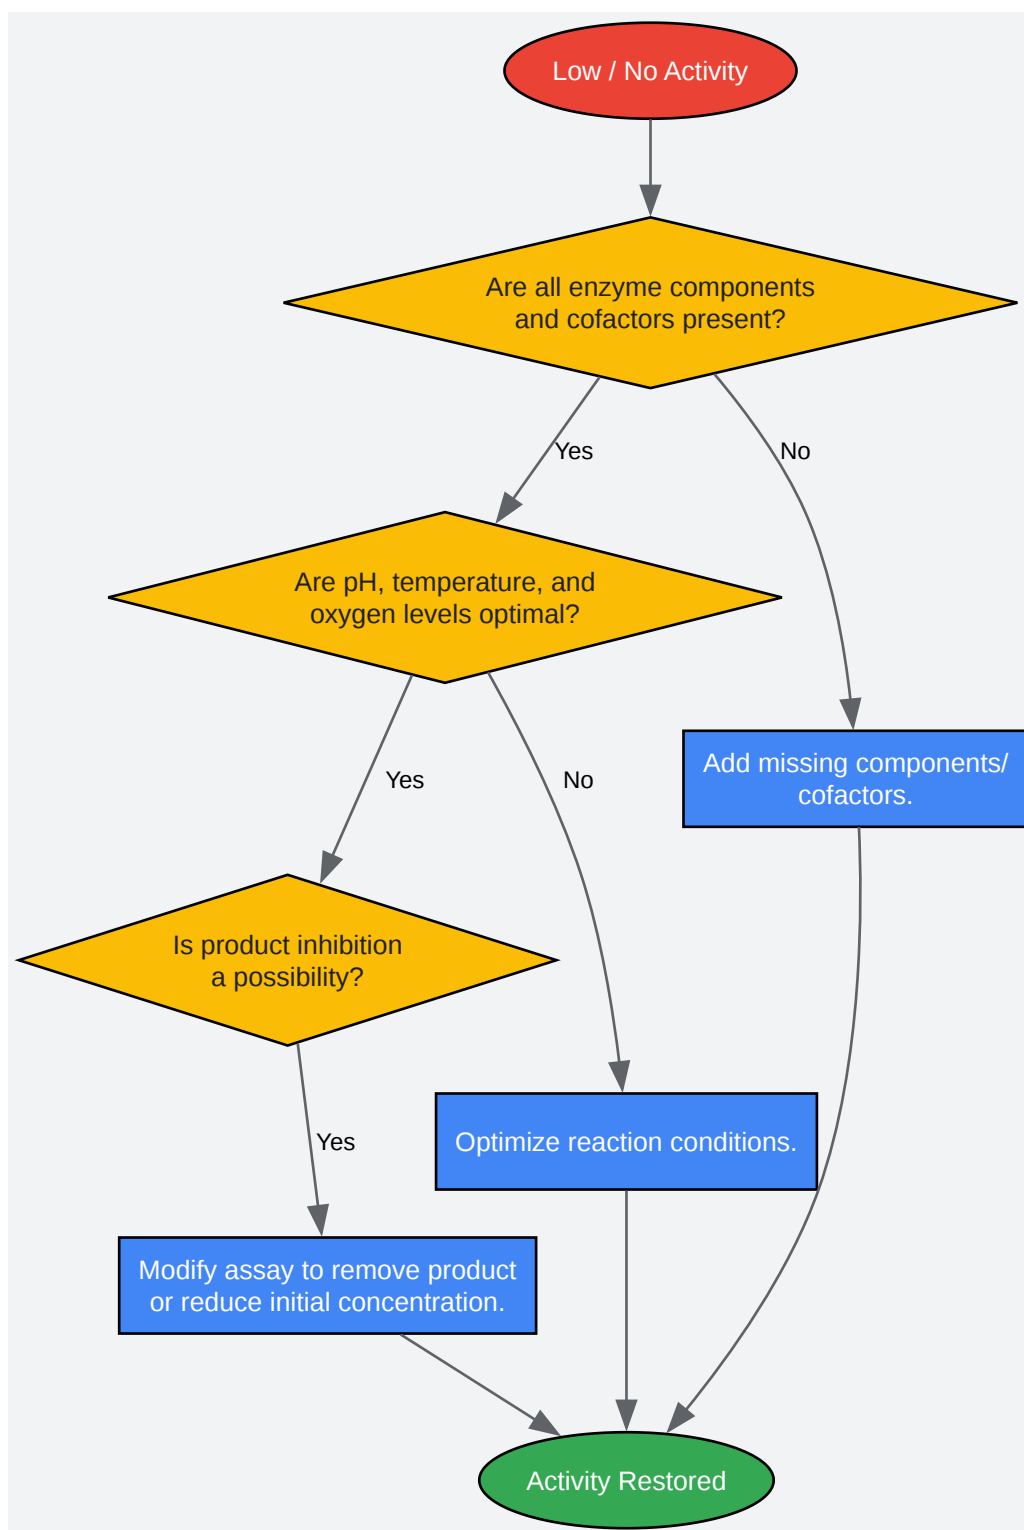 Low / No Activity
Are all enzyme components
and cofactors present?
Yes
No
Are pH, temperature, and
oxygen levels optimal?
Add missing components/
cofactors.
Yes
No
Is product inhibition
a possibility?
Yes
Optimize reaction conditions.
Modify assay to remove product
or reduce initial concentration.
Activity Restored